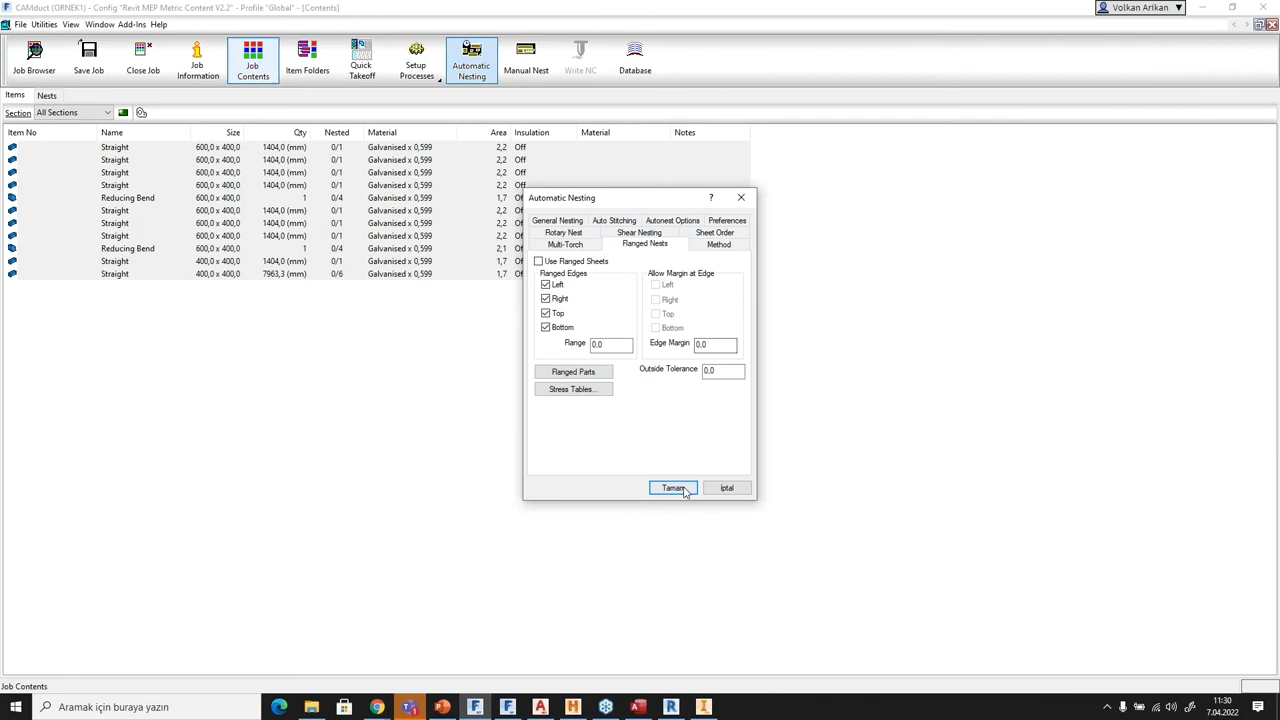 CAMduct (ORNEK1) - Config "Revit MEP Metric Content V2.2" - Profile "Global" - [Contents]
Volkan Arikan
File Utilities View Window Add-Ins Help
Job Browser
Save Job
Close Job
Job Information
Job Contents
Item Folders
Quick Takeoff
Setup Processes
Automatic Nesting
Manual Nest
Write NC
Database
Items Nests
Section All Sections
Item No Name Size Qty Nested Material Area Insulation Material Notes
Straight 600,0 x 400,0 1404,0 (mm) 0/1 Galvanised x 0,599 2,2 Off
Straight 600,0 x 400,0 1404,0 (mm) 0/1 Galvanised x 0,599 2,2 Off
Straight 600,0 x 400,0 1404,0 (mm) 0/1 Galvanised x 0,599 2,2 Off
Straight 600,0 x 400,0 1404,0 (mm) 0/1 Galvanised x 0,599 2,2 Off
Reducing Bend 600,0 x 400,0 1 0/4 Galvanised x 0,599 1,7 Off
Straight 600,0 x 400,0 1404,0 (mm) 0/1 Galvanised x 0,599 2,2 Off
Straight 600,0 x 400,0 1404,0 (mm) 0/1 Galvanised x 0,599 2,2 Off
Straight 600,0 x 400,0 1404,0 (mm) 0/1 Galvanised x 0,599 2,2 Off
Reducing Bend 600,0 x 400,0 1 0/4 Galvanised x 0,599 2,1 Off
Straight 400,0 x 400,0 1404,0 (mm) 0/1 Galvanised x 0,599 1,7 Off
Straight 400,0 x 400,0 7963,3 (mm) 0/6 Galvanised x 0,599 1,7 Off
Automatic Nesting ?
General Nesting Auto Stitching Autonest Options Preferences
Rotary Nest Shear Nesting Sheet Order
Multi-Torch Flanged Nests Method
Use Flanged Sheets
Flanged Edges Allow Margin at Edge
Left Left
Right Right
Top Top
Bottom Bottom
Flange 0,0 Edge Margin 0,0
Flanged Parts Outside Tolerance 0,0
Stress Tables...
Tamam İptal
Job Contents
Aramak için buraya yazın
11:30
7.04.2022